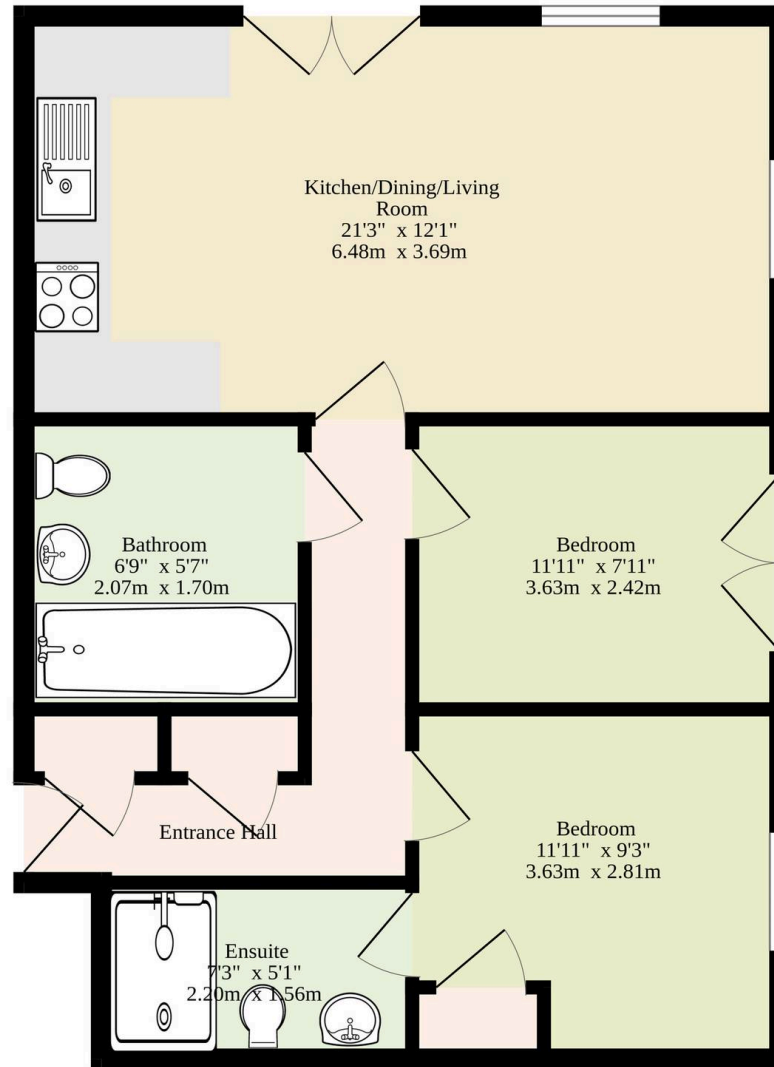 Kitchen/Dining/Living
Room
21'3" x 12'1"
6.48m x 3.69m
Bathroom
6'9" x 5'7"
2.07m x 1.70m
Bedroom
11'11" x 7'11"
3.63m x 2.42m
Entrance Hall
Bedroom
11'11" x 9'3"
3.63m x 2.81m
Ensuite
7'3" x 5'1"
2.20m x 1.56m